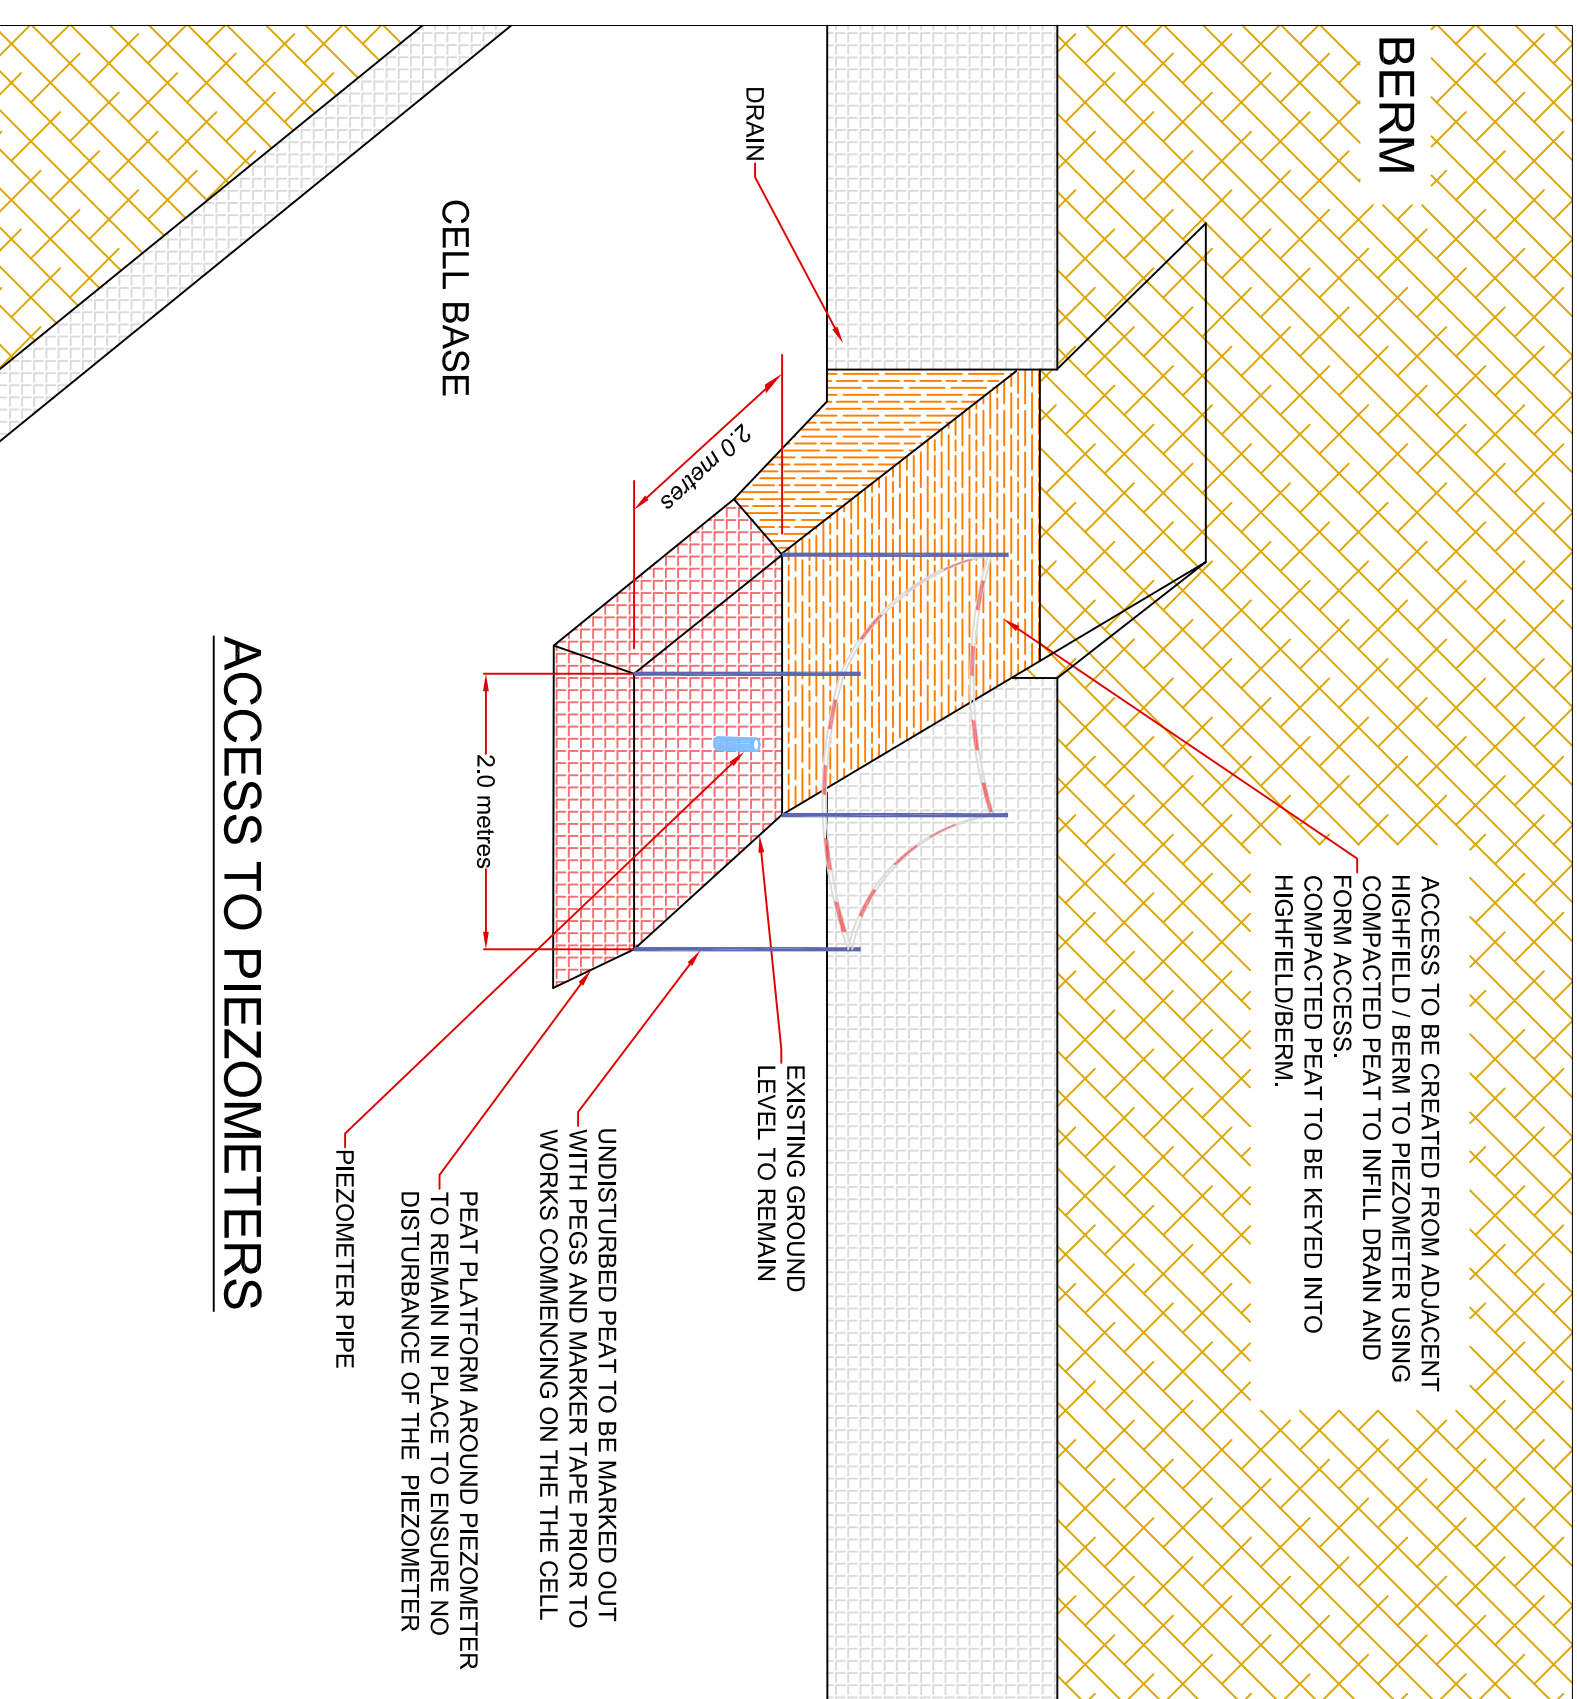 BERM
ACCESS TO BE CREATED FROM ADJACENT
HIGHFIELD / BERM TO PIEZOMETER USING
COMPACTED PEAT TO INFILL DRAIN AND
FORM ACCESS.
COMPACTED PEAT TO BE KEYED INTO
HIGHFIELD/BERM.
DRAIN
2.0 metres
CELL BASE
2.0 metres
EXISTING GROUND
LEVEL TO REMAIN
UNDISTURBED PEAT TO BE MARKED OUT
WITH PEGS AND MARKER TAPE PRIOR TO
WORKS COMMENCING ON THE THE CELL
PEAT PLATFORM AROUND PIEZOMETER
TO REMAIN IN PLACE TO ENSURE NO
DISTURBANCE OF THE PIEZOMETER
PIEZOMETER PIPE
ACCESS TO PIEZOMETERS